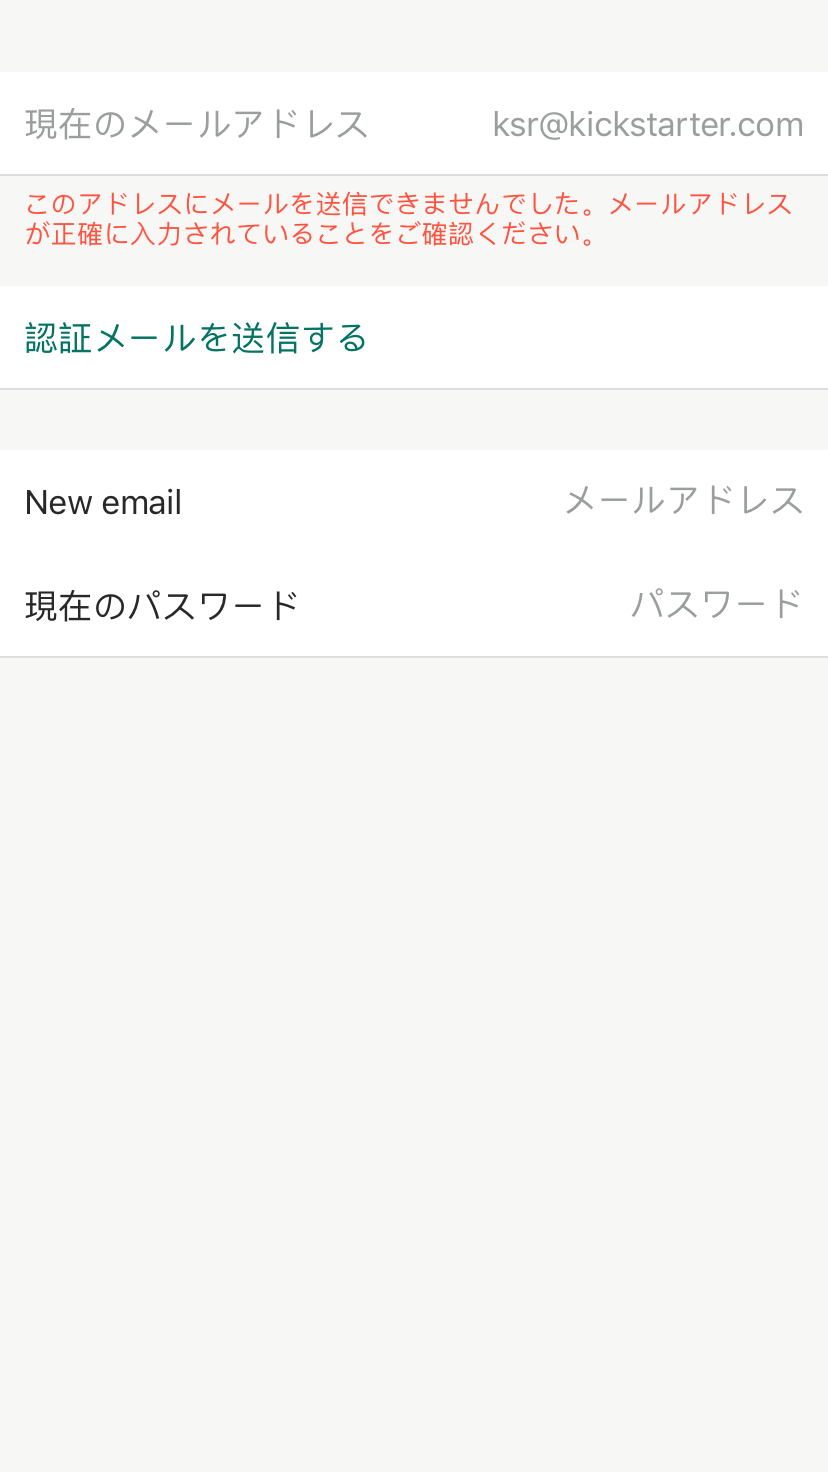 現在のメールアドレス ksr@kickstarter.com
このアドレスにメールを送信できませんでした。メールアドレス
が正確に入力されていることをご確認ください。
認証メールを送信する
New email メールアドレス
現在のパスワード パスワード